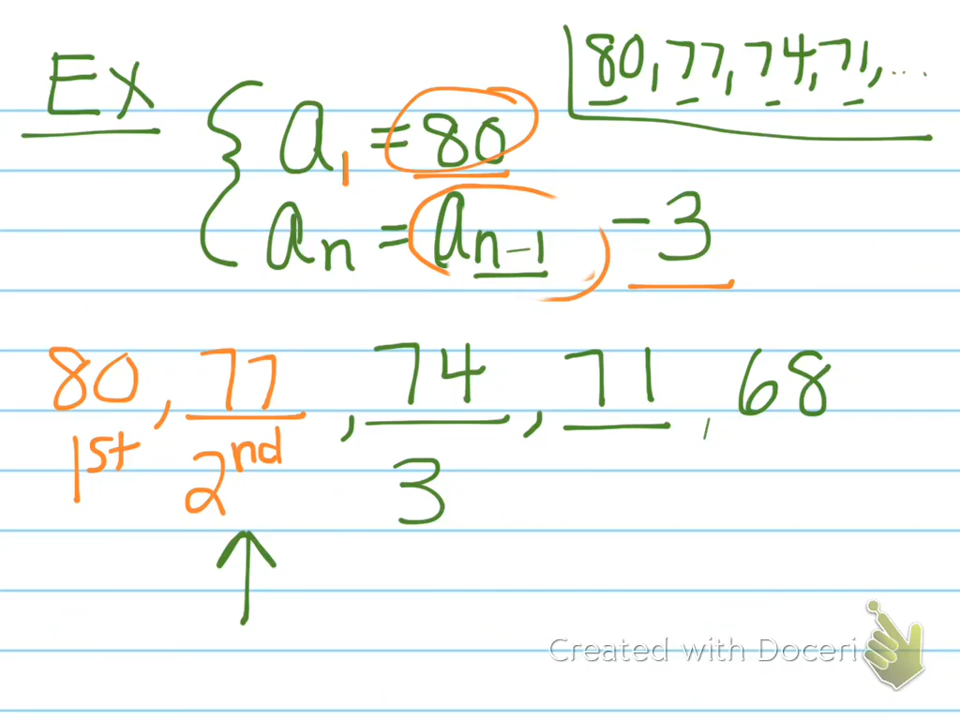 Ex
80, 77, 74, 71, ...
{ a₁ = 80
aₙ = aₙ₋₁ - 3
80, 77, 74, 71, 68
1st 2nd 3
Created with Doceri